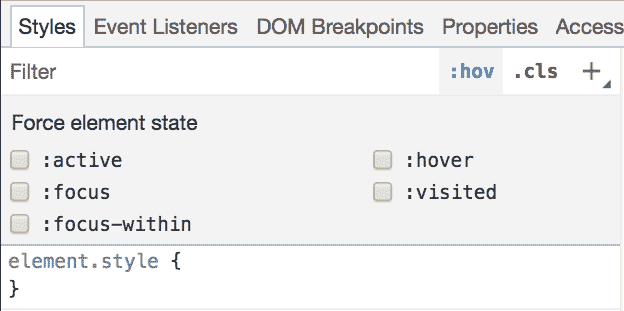 Styles Event Listeners DOM Breakpoints Properties Access
Filter :hov .cls +
Force element state
:active :hover
:focus :visited
:focus-within
element.style {
}